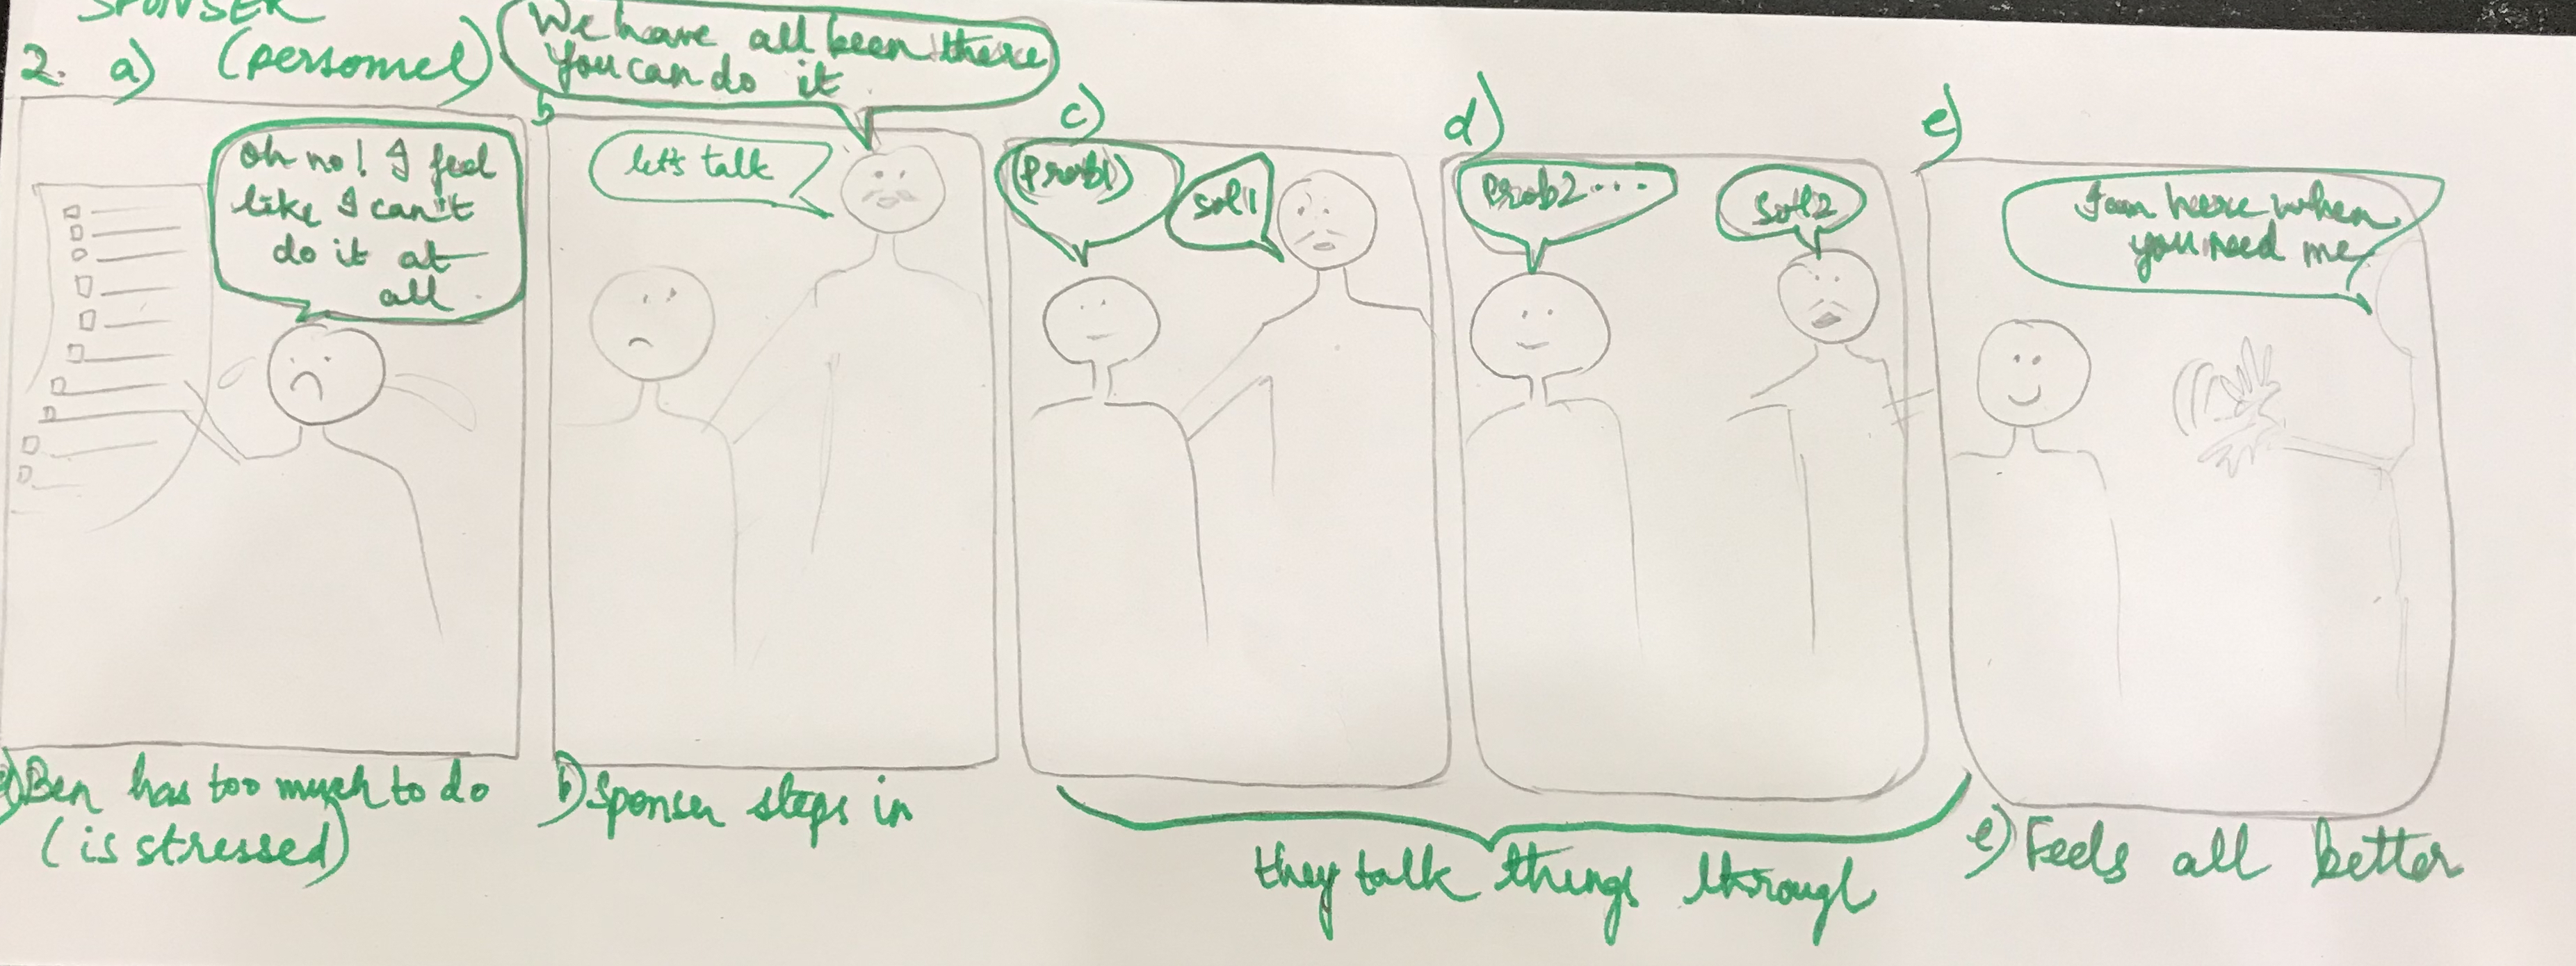 SPONSER
2. a) (personnel)
We have all been there
You can do it
b
c)
d)
e)
Oh no! I feel
like I can't
do it at
all.
let's talk
(Prob1)
sol1
Prob2...
Sol2
I am here when
you need me
a) Ben has too much to do
(is stressed)
b) Sponser steps in
they talk things through
e) Feels all better